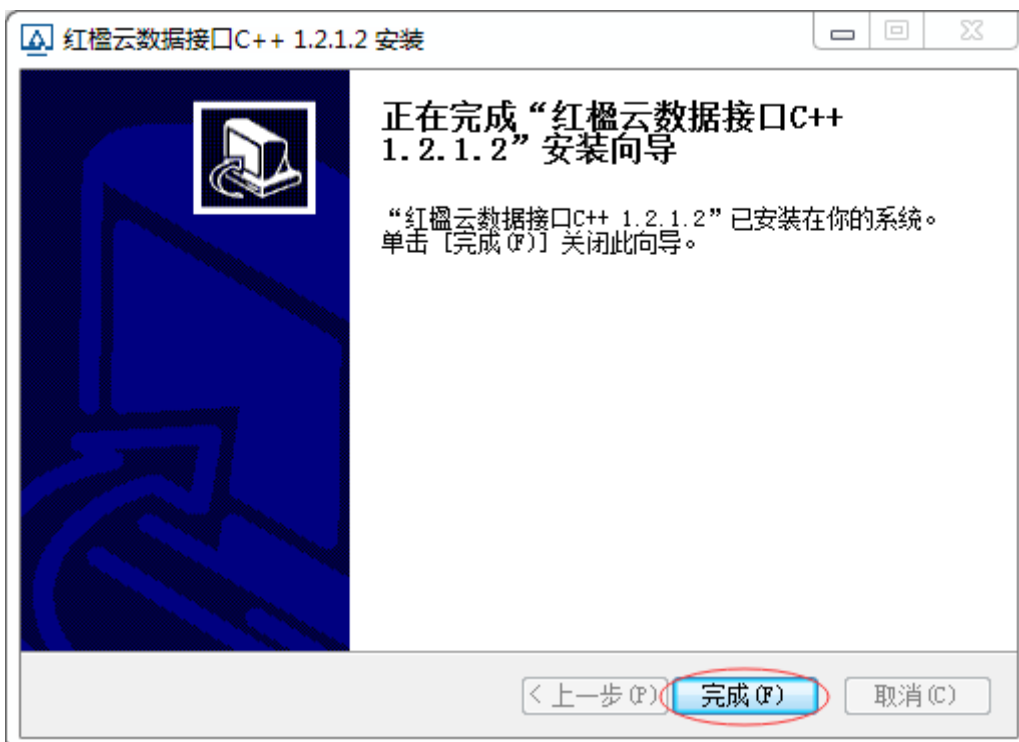 红楹云数据接口C++ 1.2.1.2 安装
正在完成“红楹云数据接口C++
1.2.1.2”安装向导
“红楹云数据接口C++ 1.2.1.2”已安装在你的系统。
单击 [完成(F)] 关闭此向导。
< 上一步(P) 完成(F) 取消(C)